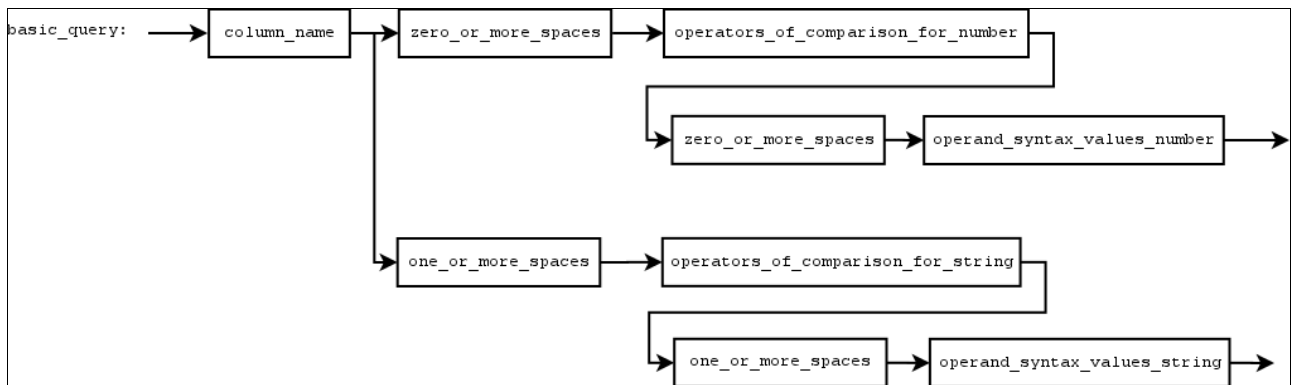 basic_query: column_name zero_or_more_spaces operators_of_comparison_for_number
zero_or_more_spaces operand_syntax_values_number
one_or_more_spaces operators_of_comparison_for_string
one_or_more_spaces operand_syntax_values_string